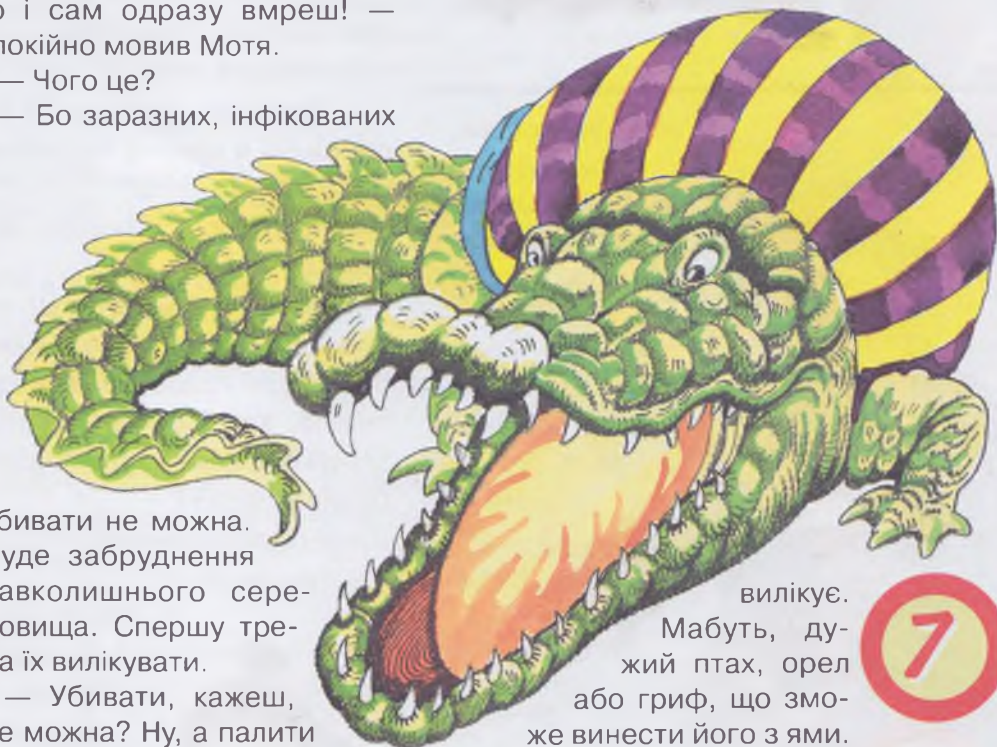 о і сам одразу вмреш! —
покійно мовив Мотя.
— Чого це?
— Бо заразних, інфікованих
бивати не можна.
уде забруднення
авколишнього сере-
овища. Спершу тре-
а їх вилікувати.
— Убивати, кажеш,
е можна? Ну, а палити
вилікує.
Мабуть, ду-
жий птах, орел
або гриф, що змо-
же винести його з ями.
7